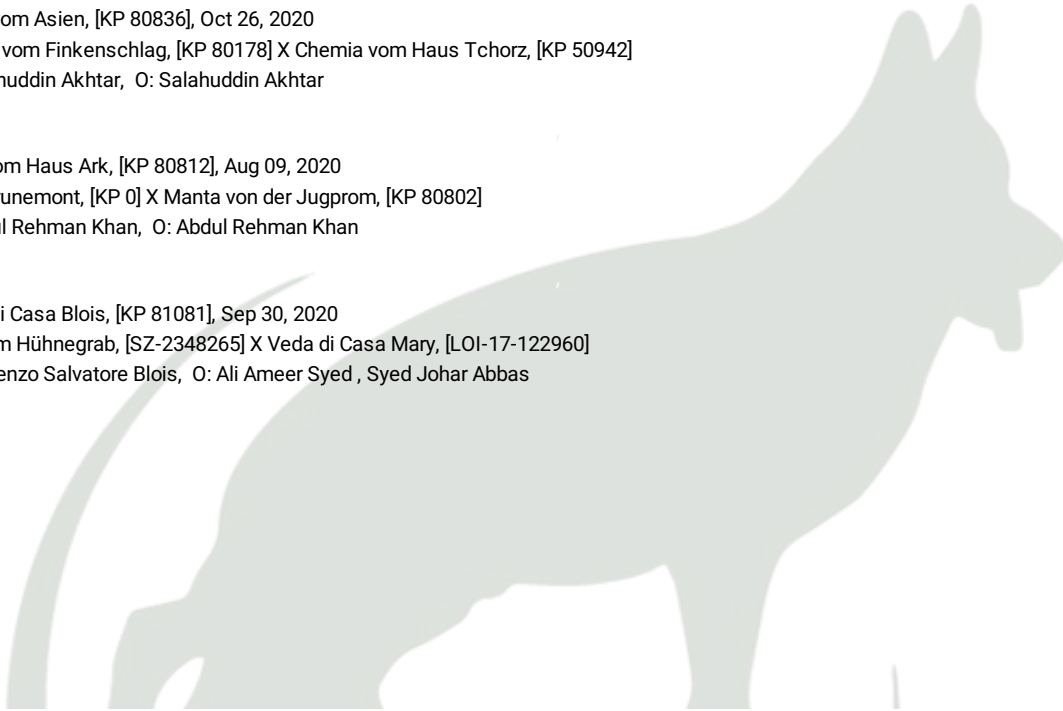 om Asien, [KP 80836], Oct 26, 2020
vom Finkenschlag, [KP 80178] X Chemia vom Haus Tchorz, [KP 50942]
huddin Akhtar, O: Salahuddin Akhtar
om Haus Ark, [KP 80812], Aug 09, 2020
runemont, [KP 0] X Manta von der Jugprom, [KP 80802]
ul Rehman Khan, O: Abdul Rehman Khan
i Casa Blois, [KP 81081], Sep 30, 2020
m Hühnegrab, [SZ-2348265] X Veda di Casa Mary, [LOI-17-122960]
enzo Salvatore Blois, O: Ali Ameer Syed , Syed Johar Abbas